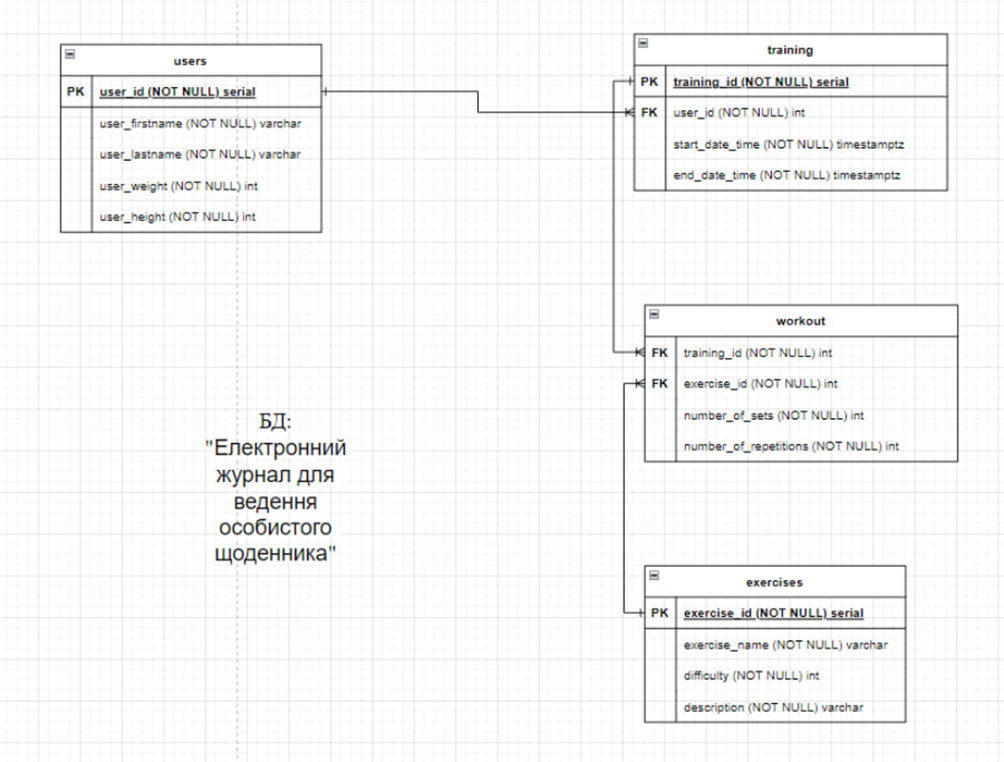 users
PK user_id (NOT NULL) serial
user_firstname (NOT NULL) varchar
user_lastname (NOT NULL) varchar
user_weight (NOT NULL) int
user_height (NOT NULL) int
training
PK training_id (NOT NULL) serial
FK user_id (NOT NULL) int
start_date_time (NOT NULL) timestamptz
end_date_time (NOT NULL) timestamptz
workout
FK training_id (NOT NULL) int
FK exercise_id (NOT NULL) int
number_of_sets (NOT NULL) int
number_of_repetitions (NOT NULL) int
БД:
"Електронний
журнал для
ведення
особистого
щоденника"
exercises
PK exercise_id (NOT NULL) serial
exercise_name (NOT NULL) varchar
difficulty (NOT NULL) int
description (NOT NULL) varchar